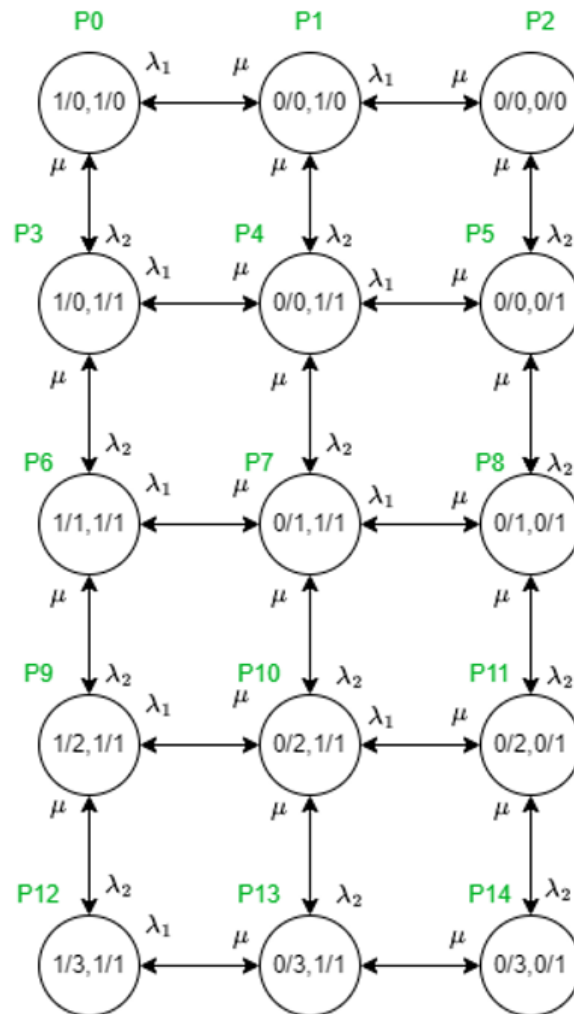 P0 P1 P2
λ₁ μ λ₁ μ
1/0,1/0 0/0,1/0 0/0,0/0
μ μ μ
P3 λ₂ P4 λ₂ P5 λ₂
λ₁ μ λ₁ μ
1/0,1/1 0/0,1/1 0/0,0/1
μ μ μ
P6 λ₂ P7 λ₂ P8 λ₂
λ₁ μ λ₁ μ
1/1,1/1 0/1,1/1 0/1,0/1
μ μ μ
P9 λ₂ P10 λ₂ P11 λ₂
λ₁ μ λ₁ μ
1/2,1/1 0/2,1/1 0/2,0/1
μ μ μ
P12 λ₂ P13 λ₂ P14 λ₂
λ₁ μ μ
1/3,1/1 0/3,1/1 0/3,0/1